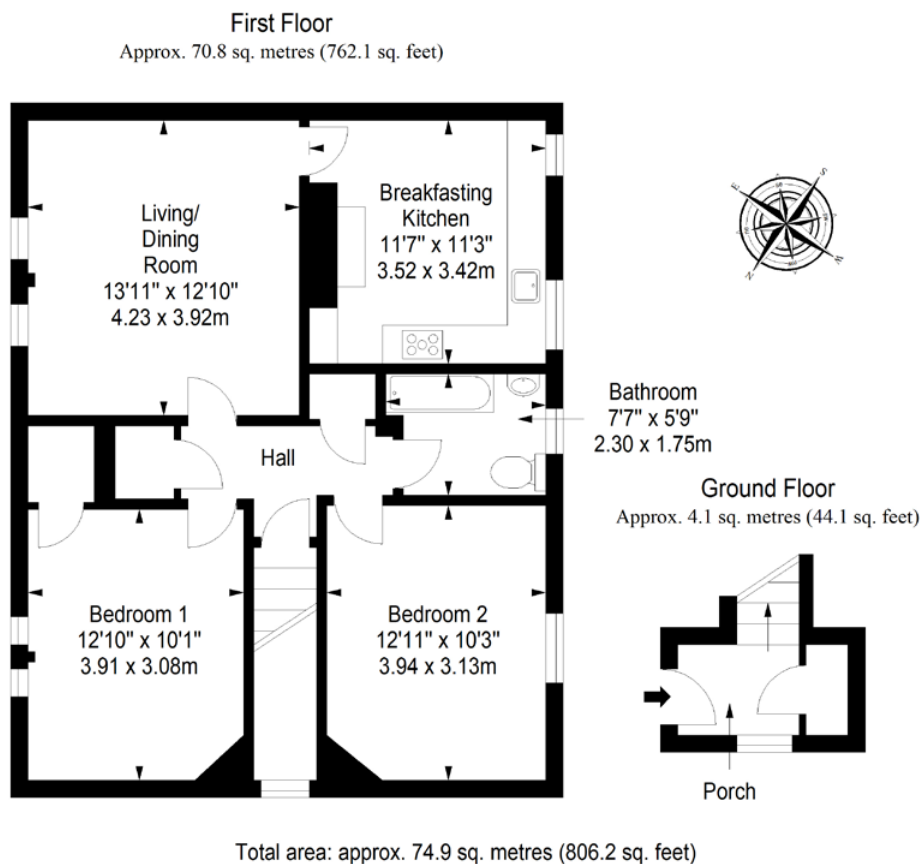 First Floor
Approx. 70.8 sq. metres (762.1 sq. feet)
Living/
Dining
Room
13'11" x 12'10"
4.23 x 3.92m
Breakfasting
Kitchen
11'7" x 11'3"
3.52 x 3.42m
S
E
W
N
Bathroom
7'7" x 5'9"
2.30 x 1.75m
Hall
Ground Floor
Approx. 4.1 sq. metres (44.1 sq. feet)
Bedroom 1
12'10" x 10'1"
3.91 x 3.08m
Bedroom 2
12'11" x 10'3"
3.94 x 3.13m
Porch
Total area: approx. 74.9 sq. metres (806.2 sq. feet)